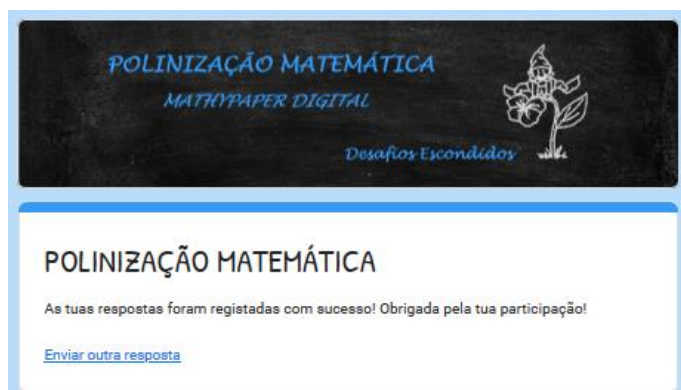 POLINIZAÇÃO MATEMÁTICA
MATHYPAPER DIGITAL
Desafios Escondidos
POLINIZAÇÃO MATEMÁTICA
As tuas respostas foram registadas com sucesso! Obrigada pela tua participação!
Enviar outra resposta